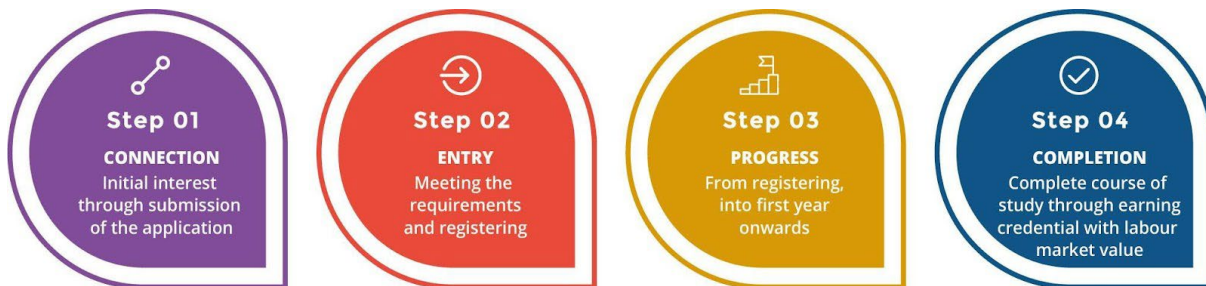 Step 01
CONNECTION
Initial interest
through submission
of the application
Step 02
ENTRY
Meeting the
requirements
and registering
Step 03
PROGRESS
From registering,
into first year
onwards
Step 04
COMPLETION
Complete course of
study through earning
credential with labour
market value